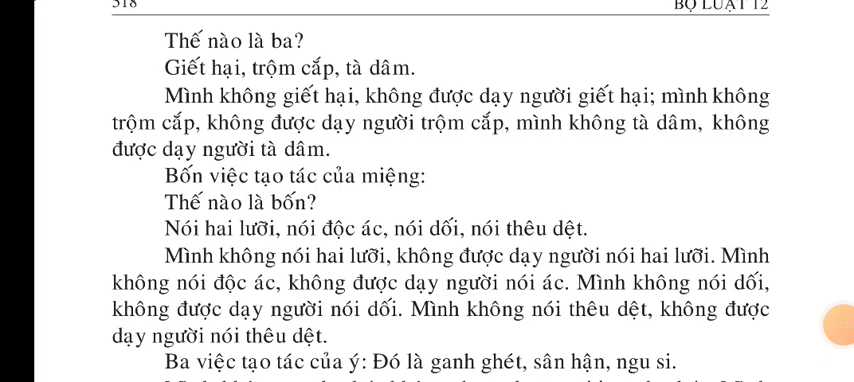 318
BỘ LUẬT 12
Thế nào là ba?
Giết hại, trộm cắp, tà dâm.
Mình không giết hại, không được dạy người giết hại; mình không
trộm cắp, không được dạy người trộm cắp, mình không tà dâm, không
được dạy người tà dâm.
Bốn việc tạo tác của miệng:
Thế nào là bốn?
Nói hai lưỡi, nói độc ác, nói dối, nói thêu dệt.
Mình không nói hai lưỡi, không được dạy người nói hai lưỡi. Mình
không nói độc ác, không được dạy người nói ác. Mình không nói dối,
không được dạy người nói dối. Mình không nói thêu dệt, không được
dạy người nói thêu dệt.
Ba việc tạo tác của ý: Đó là ganh ghét, sân hận, ngu si.